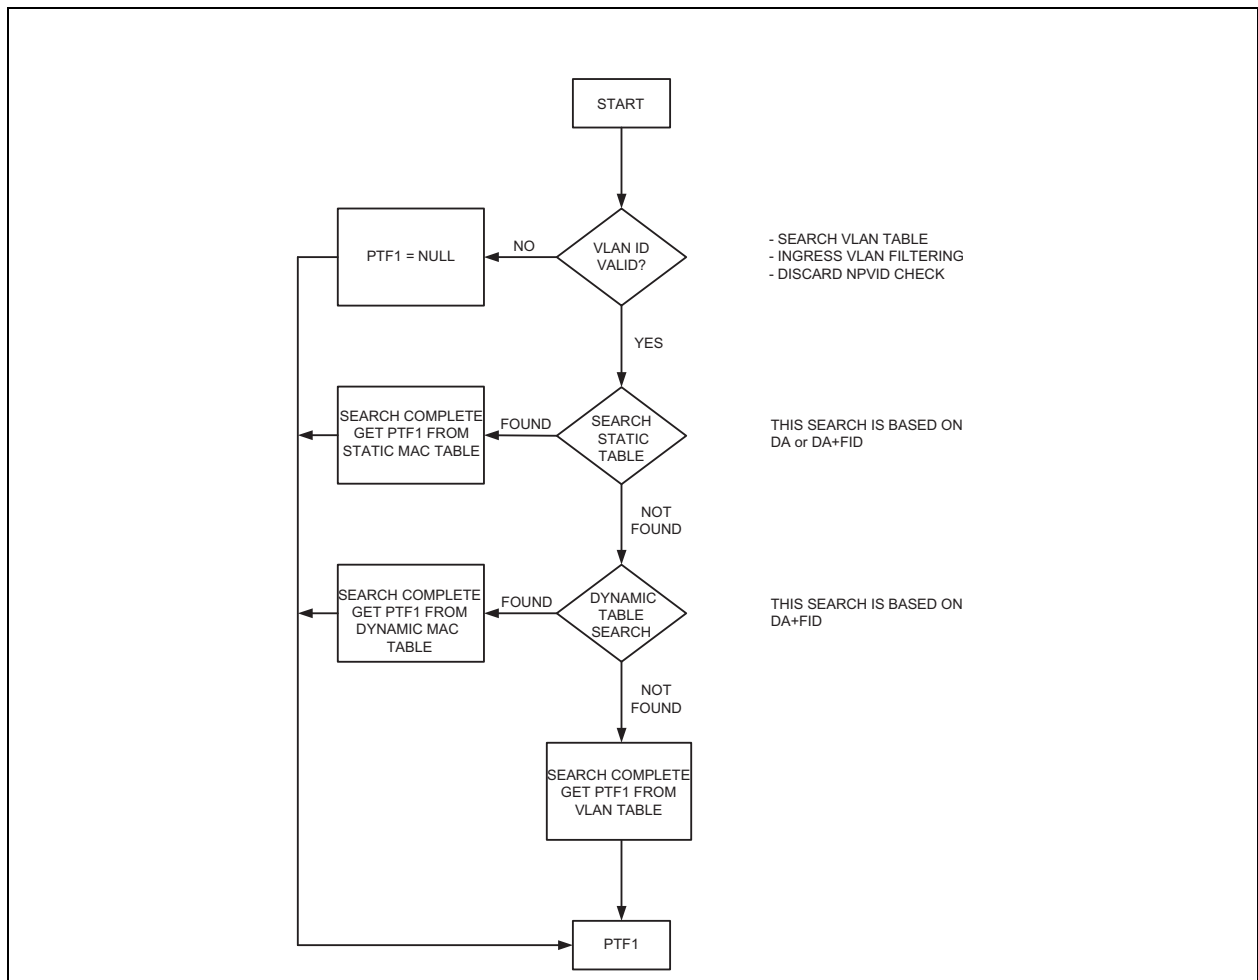 START
PTF1 = NULL
NO
VLAN ID
VALID?
- SEARCH VLAN TABLE
- INGRESS VLAN FILTERING
- DISCARD NPVID CHECK
YES
SEARCH COMPLETE
GET PTF1 FROM
STATIC MAC TABLE
FOUND
SEARCH
STATIC
TABLE
THIS SEARCH IS BASED ON
DA or DA+FID
NOT
FOUND
SEARCH COMPLETE
GET PTF1 FROM
DYNAMIC MAC
TABLE
FOUND
DYNAMIC
TABLE
SEARCH
THIS SEARCH IS BASED ON
DA+FID
NOT
FOUND
SEARCH COMPLETE
GET PTF1 FROM
VLAN TABLE
PTF1